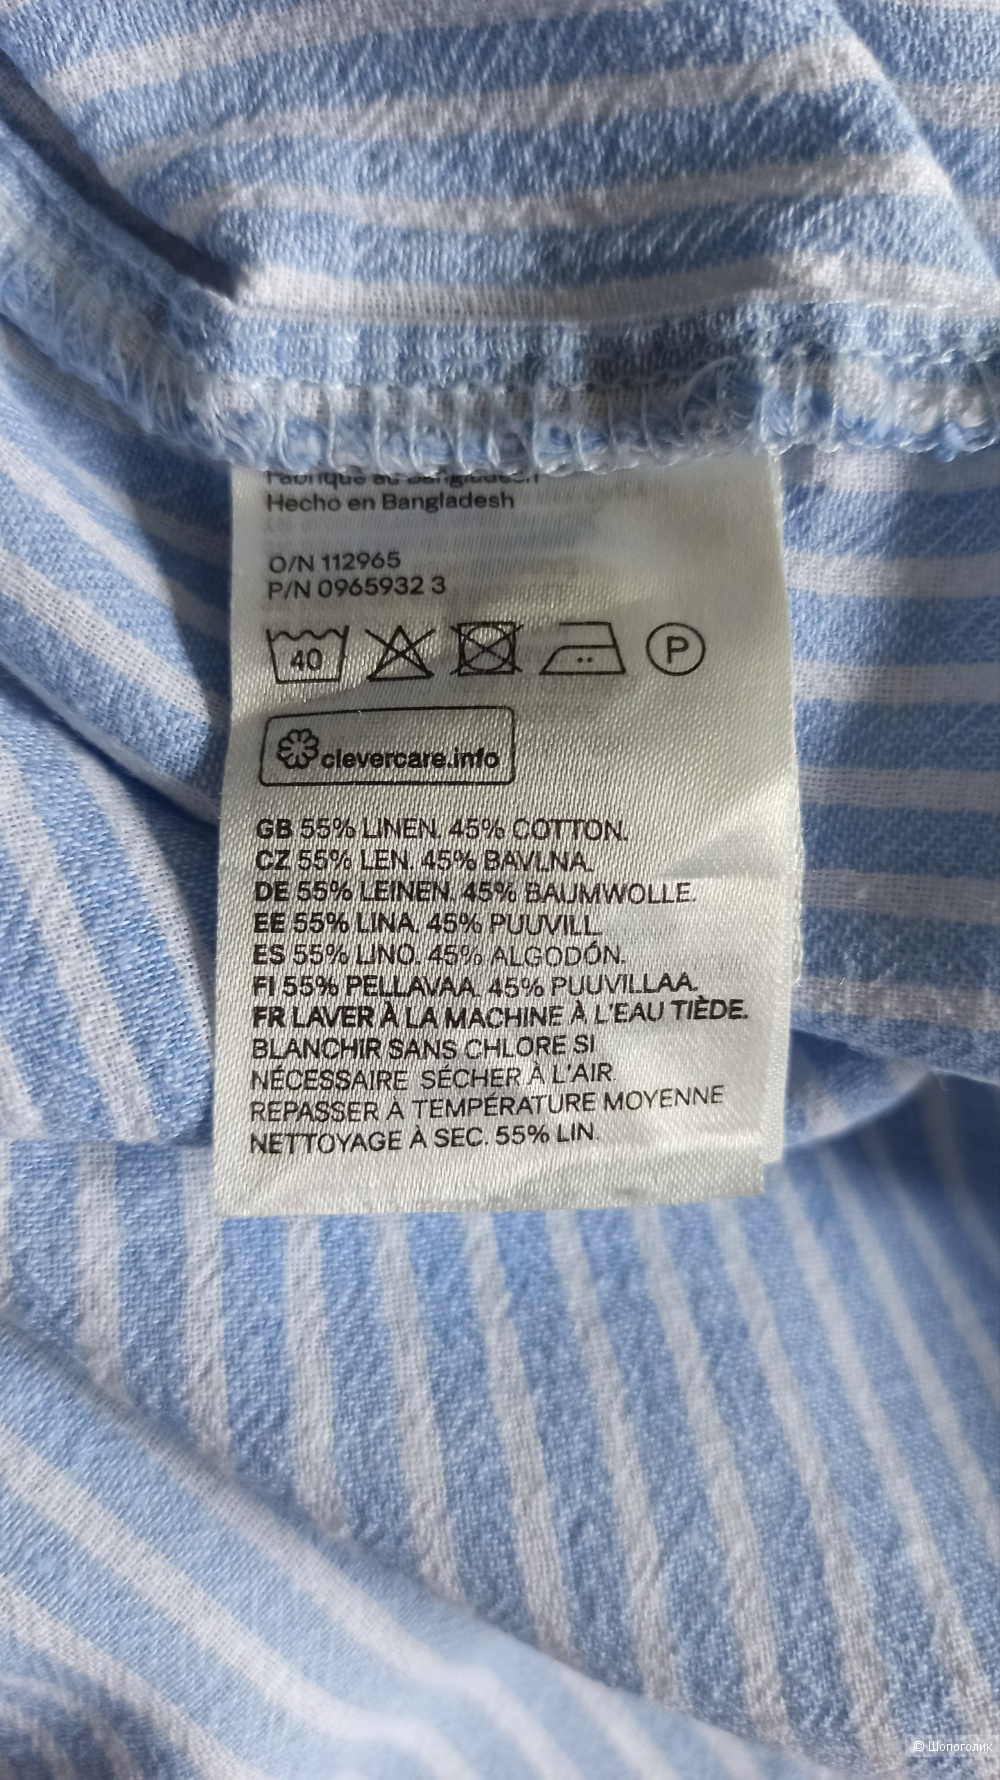 Fabriqué au Bangladesh
Hecho en Bangladesh
O/N 112965
P/N 0965932 3
40
P
clevercare.info
GB 55% LINEN. 45% COTTON.
CZ 55% LEN. 45% BAVLNA.
DE 55% LEINEN. 45% BAUMWOLLE.
EE 55% LINA. 45% PUUVILL.
ES 55% LINO. 45% ALGODÓN.
FI 55% PELLAVAA. 45% PUUVILLAA.
FR LAVER À LA MACHINE À L'EAU TIÈDE.
BLANCHIR SANS CHLORE SI
NÉCESSAIRE SÉCHER À L'AIR.
REPASSER À TEMPÉRATURE MOYENNE
NETTOYAGE À SEC. 55% LIN.
© Шопоголик